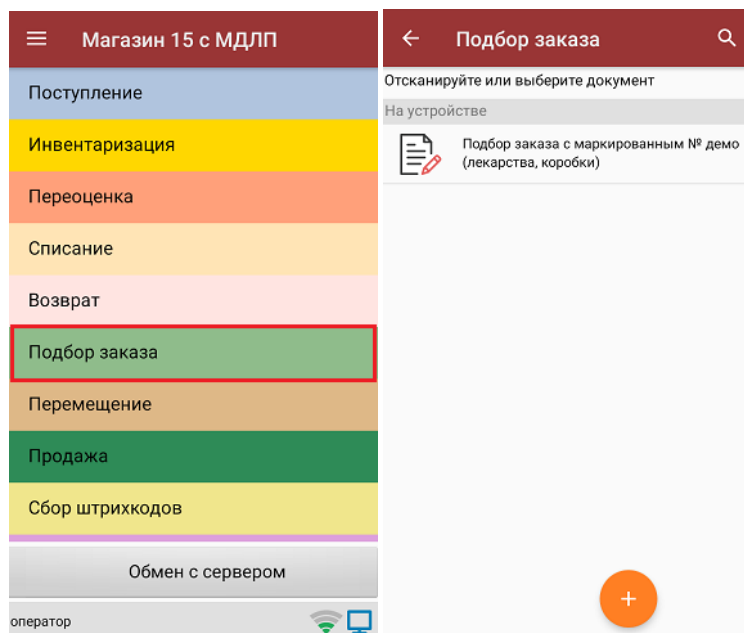 Магазин 15 с МДЛП
Поступление
Инвентаризация
Переоценка
Списание
Возврат
Подбор заказа
Перемещение
Продажа
Сбор штрихкодов
Обмен с сервером
оператор
Подбор заказа
Отсканируйте или выберите документ
На устройстве
Подбор заказа с маркированным № демо
(лекарства, коробки)
+